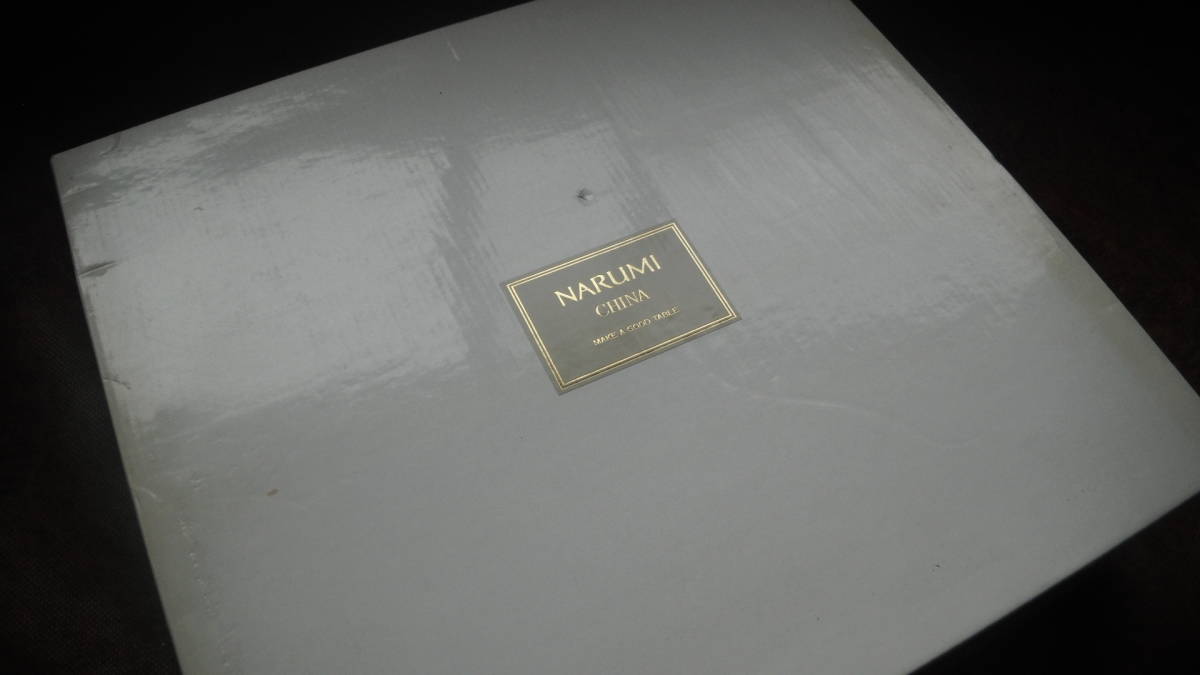 NARUMI
CHINA
MAKE A GOOD TABLE